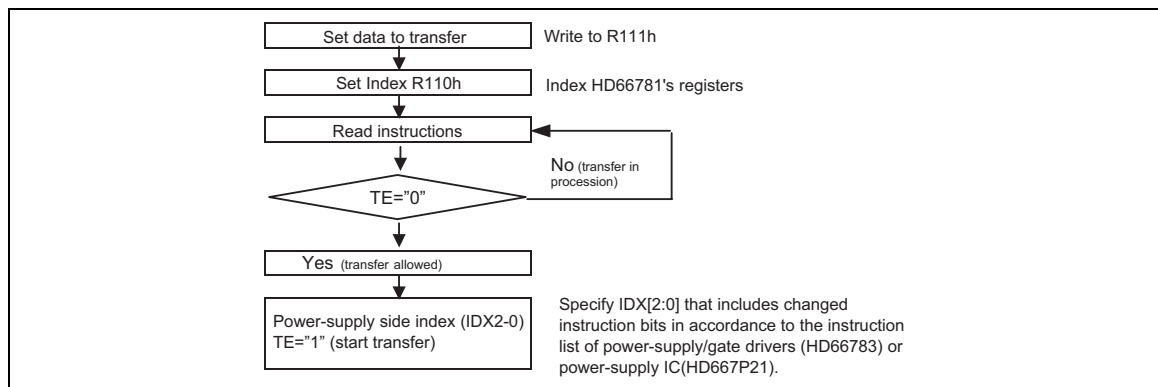 Set data to transfer
Write to R111h
Set Index R110h
Index HD66781's registers
Read instructions
No (transfer in
procession)
TE=”0”
Yes (transfer allowed)
Power-supply side index (IDX2-0)
TE=”1” (start transfer)
Specify IDX[2:0] that includes changed
instruction bits in accordance to the instruction
list of power-supply/gate drivers (HD66783) or
power-supply IC(HD667P21).